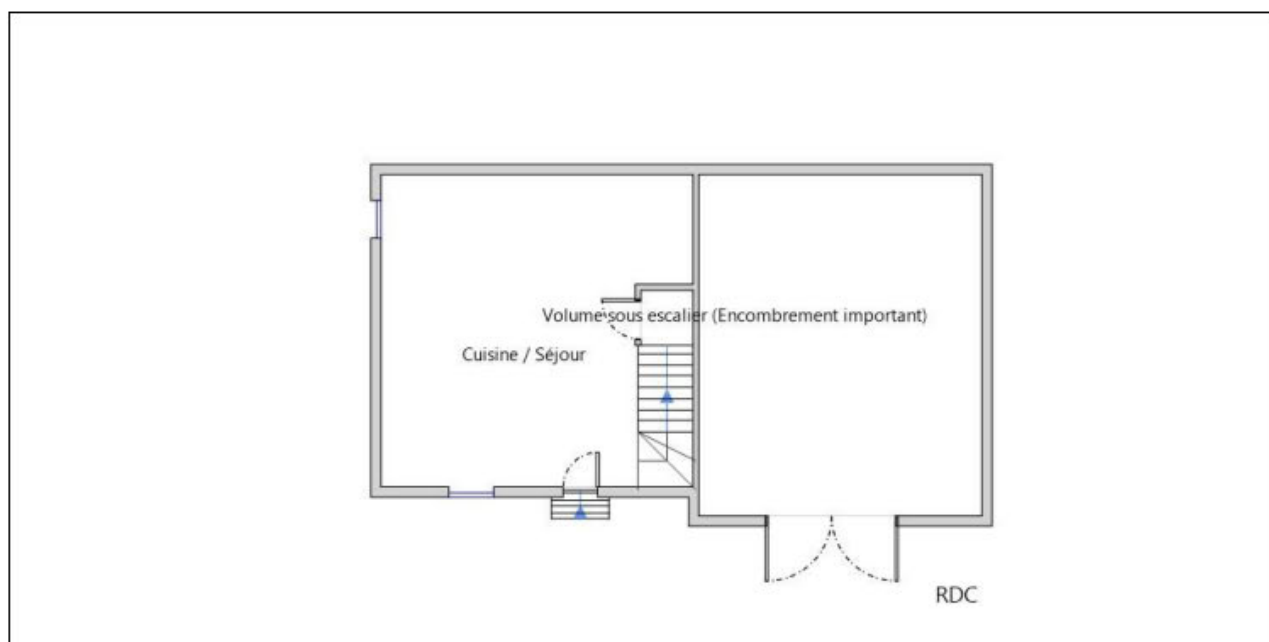 Volume sous escalier (Encombrement important)
Cuisine / Séjour
RDC